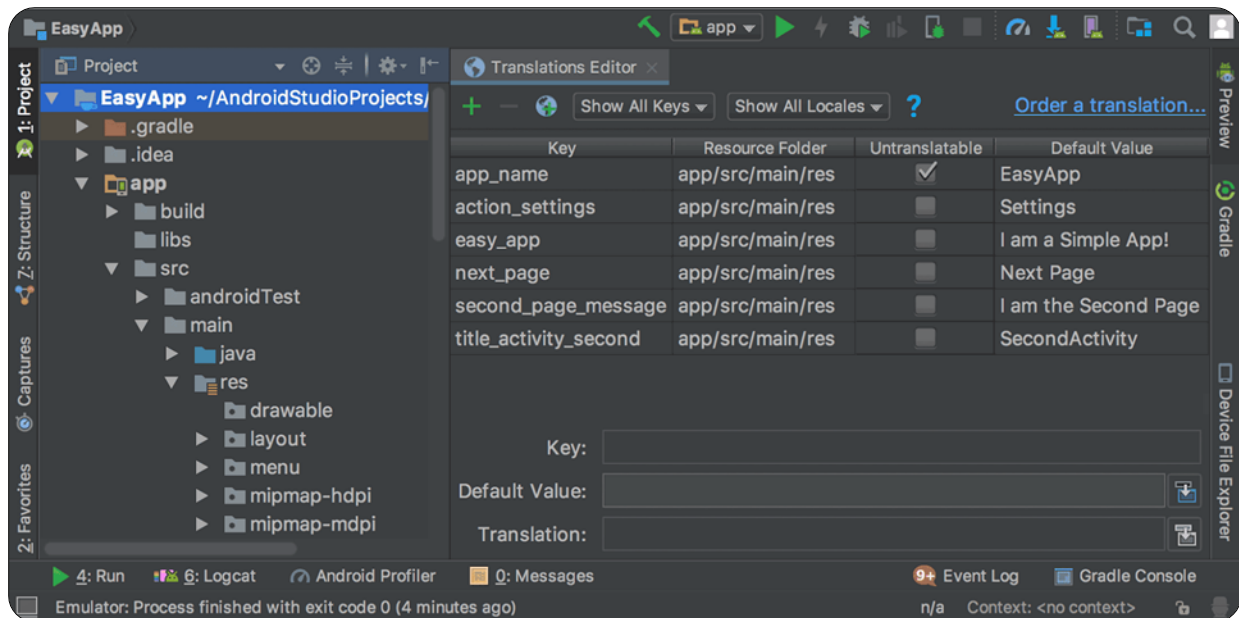 EasyApp
app
1: Project
Project
Translations Editor
EasyApp ~/AndroidStudioProjects/
Show All Keys
Show All Locales
?
Order a translation...
.gradle
.idea
app
build
libs
src
androidTest
main
java
res
drawable
layout
menu
mipmap-hdpi
mipmap-mdpi
Key Resource Folder Untranslatable Default Value
app_name app/src/main/res EasyApp
action_settings app/src/main/res Settings
easy_app app/src/main/res I am a Simple App!
next_page app/src/main/res Next Page
second_page_message app/src/main/res I am the Second Page
title_activity_second app/src/main/res SecondActivity
Key:
Default Value:
Translation:
Z: Structure
Captures
2: Favorites
Preview
Gradle
Device File Explorer
4: Run
6: Logcat
Android Profiler
0: Messages
9+ Event Log
Gradle Console
Emulator: Process finished with exit code 0 (4 minutes ago)
n/a
Context: <no context>